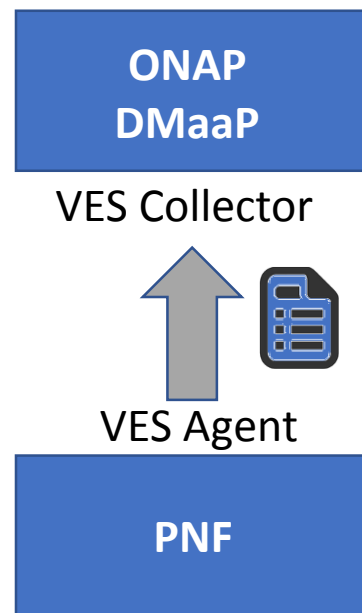 ONAP
DMaaP
VES Collector
VES Agent
PNF